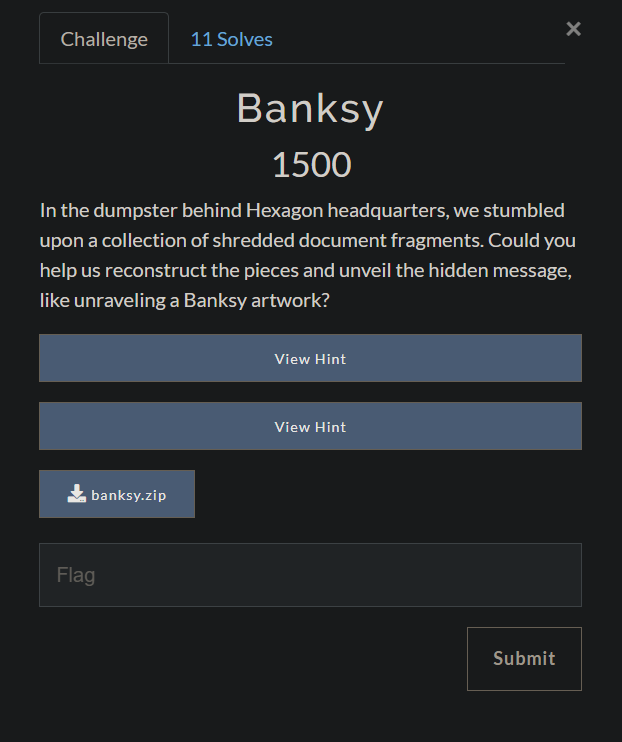 Challenge
11 Solves
×
Banksy
1500
In the dumpster behind Hexagon headquarters, we stumbled
upon a collection of shredded document fragments. Could you
help us reconstruct the pieces and unveil the hidden message,
like unraveling a Banksy artwork?
View Hint
View Hint
banksy.zip
Flag
Submit